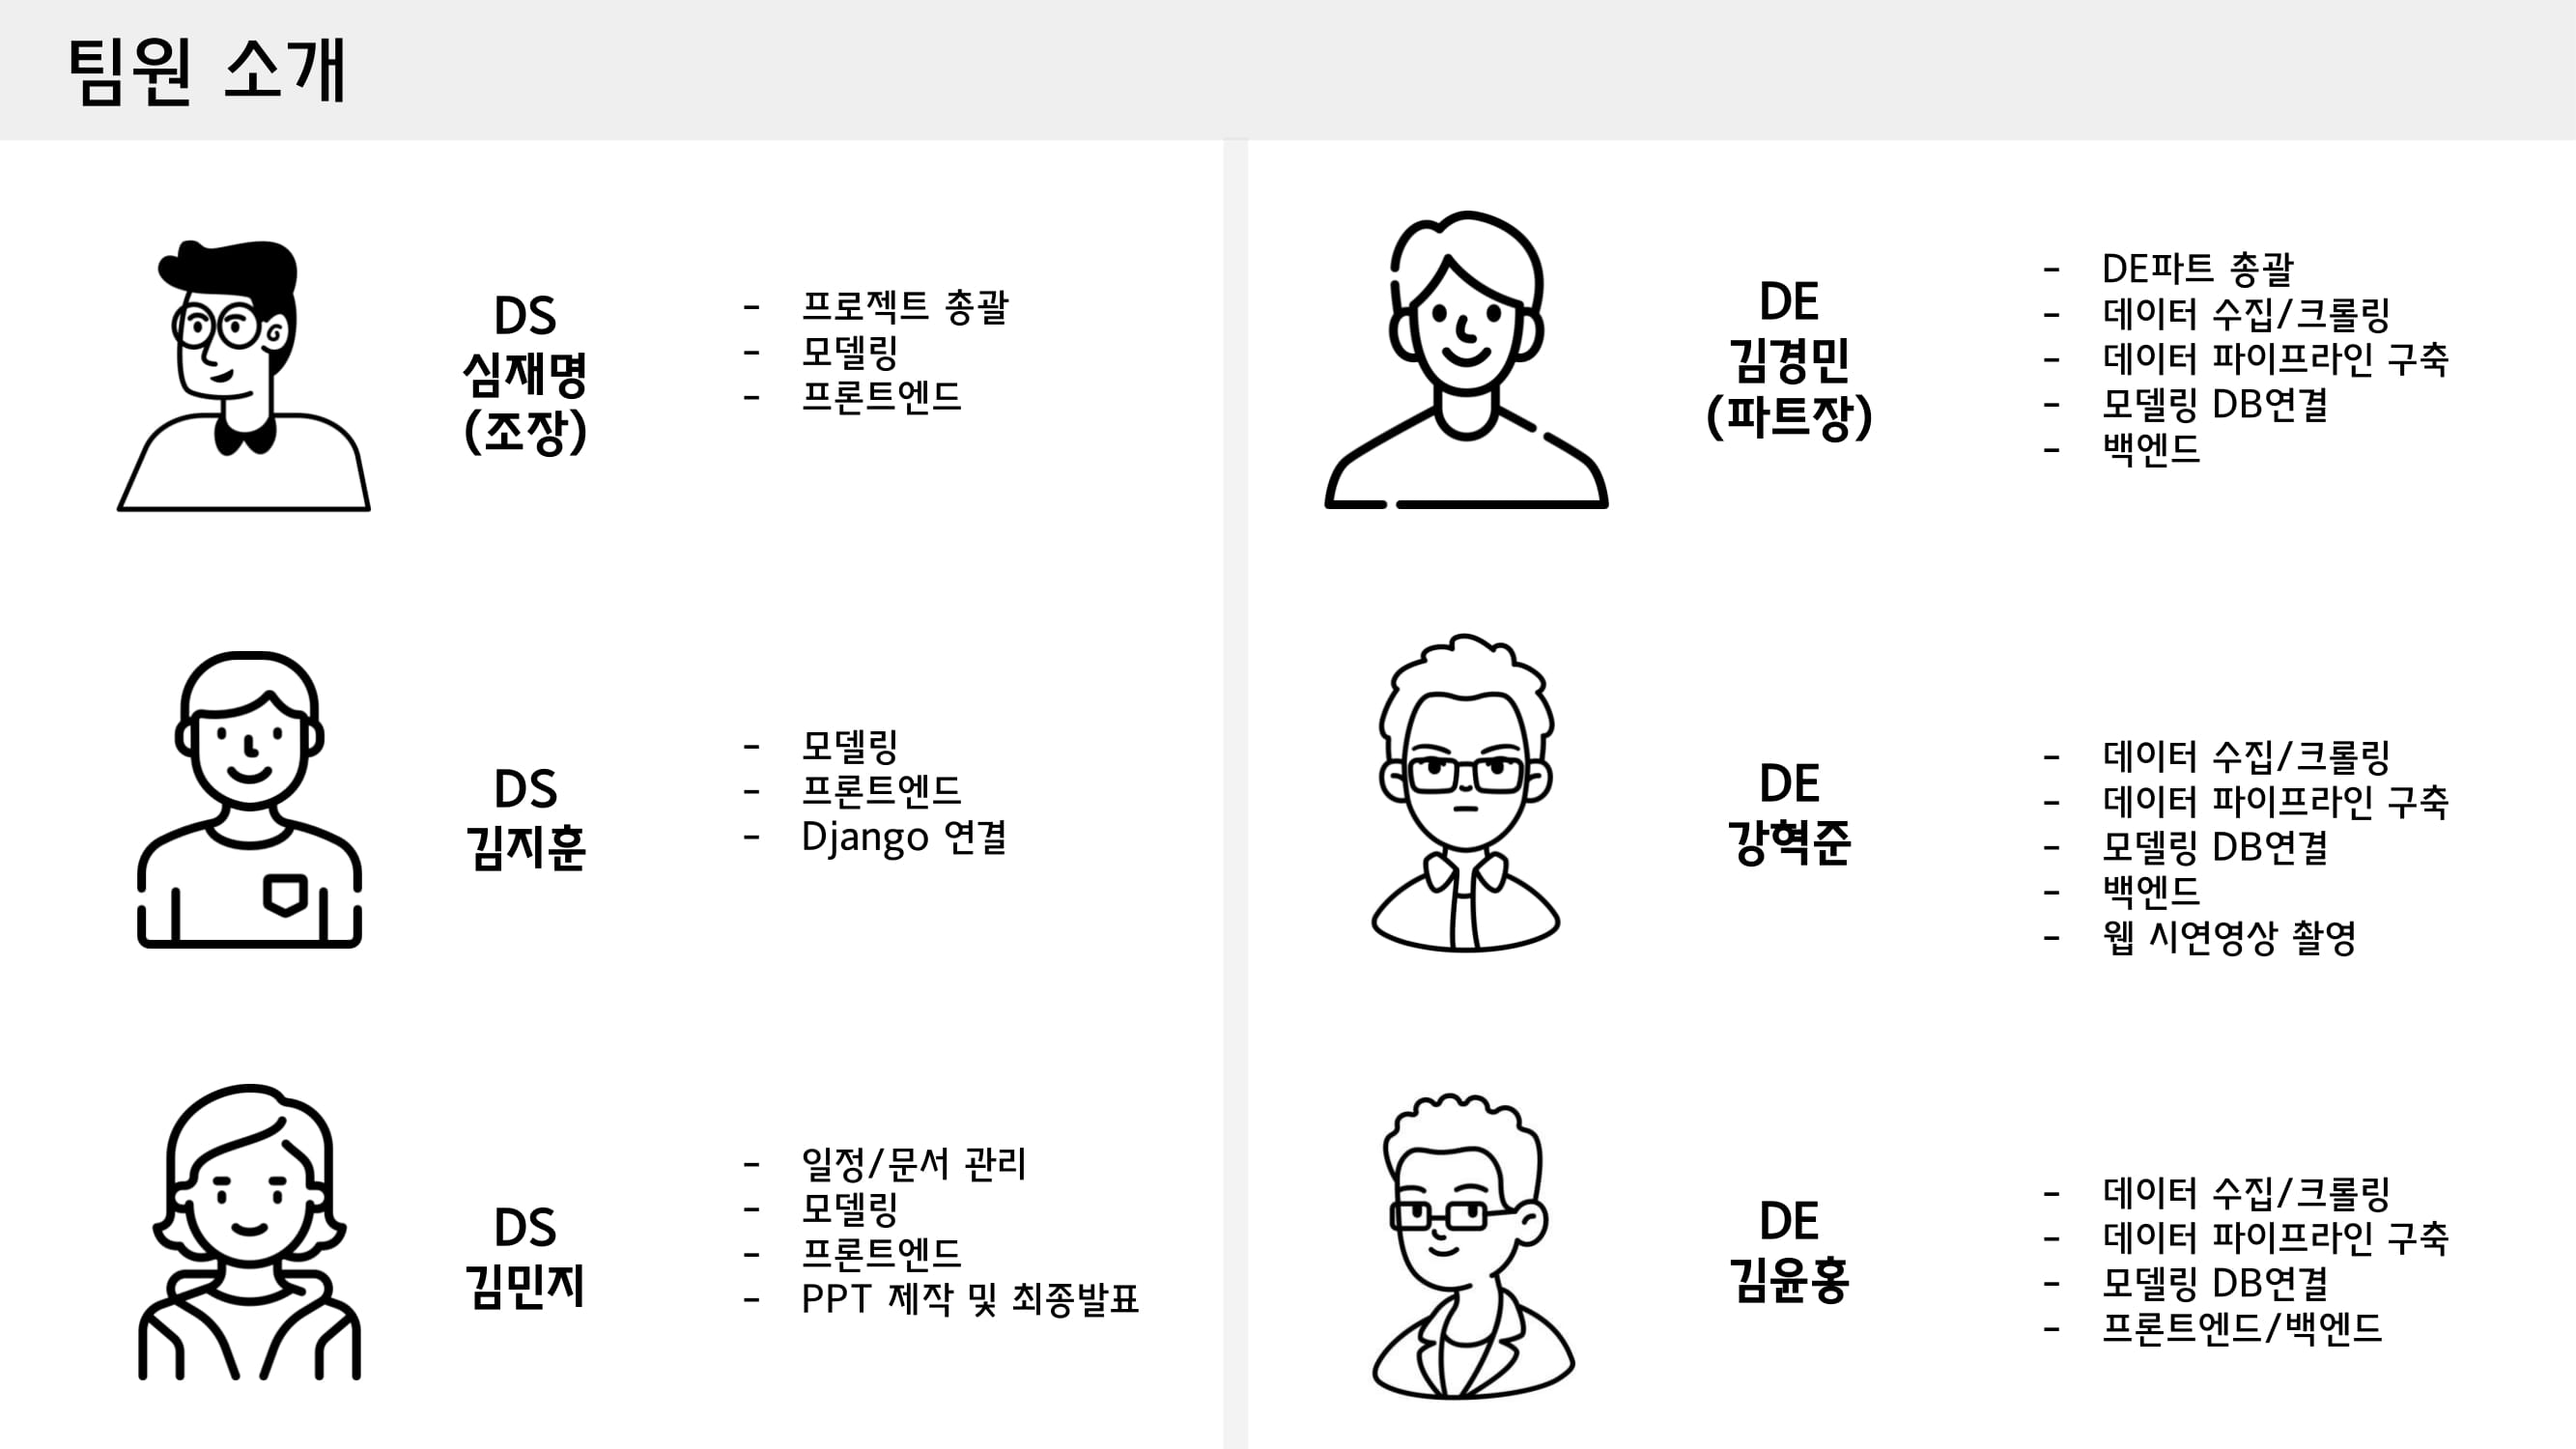 팀원 소개
DS
심재명
(조장)
- 프로젝트 총괄
- 모델링
- 프론트엔드
DS
김지훈
- 모델링
- 프론트엔드
- Django 연결
DS
김민지
- 일정/문서 관리
- 모델링
- 프론트엔드
- PPT 제작 및 최종발표
DE
김경민
(파트장)
- DE파트 총괄
- 데이터 수집/크롤링
- 데이터 파이프라인 구축
- 모델링 DB연결
- 백엔드
DE
강혁준
- 데이터 수집/크롤링
- 데이터 파이프라인 구축
- 모델링 DB연결
- 백엔드
- 웹 시연영상 촬영
DE
김윤홍
- 데이터 수집/크롤링
- 데이터 파이프라인 구축
- 모델링 DB연결
- 프론트엔드/백엔드